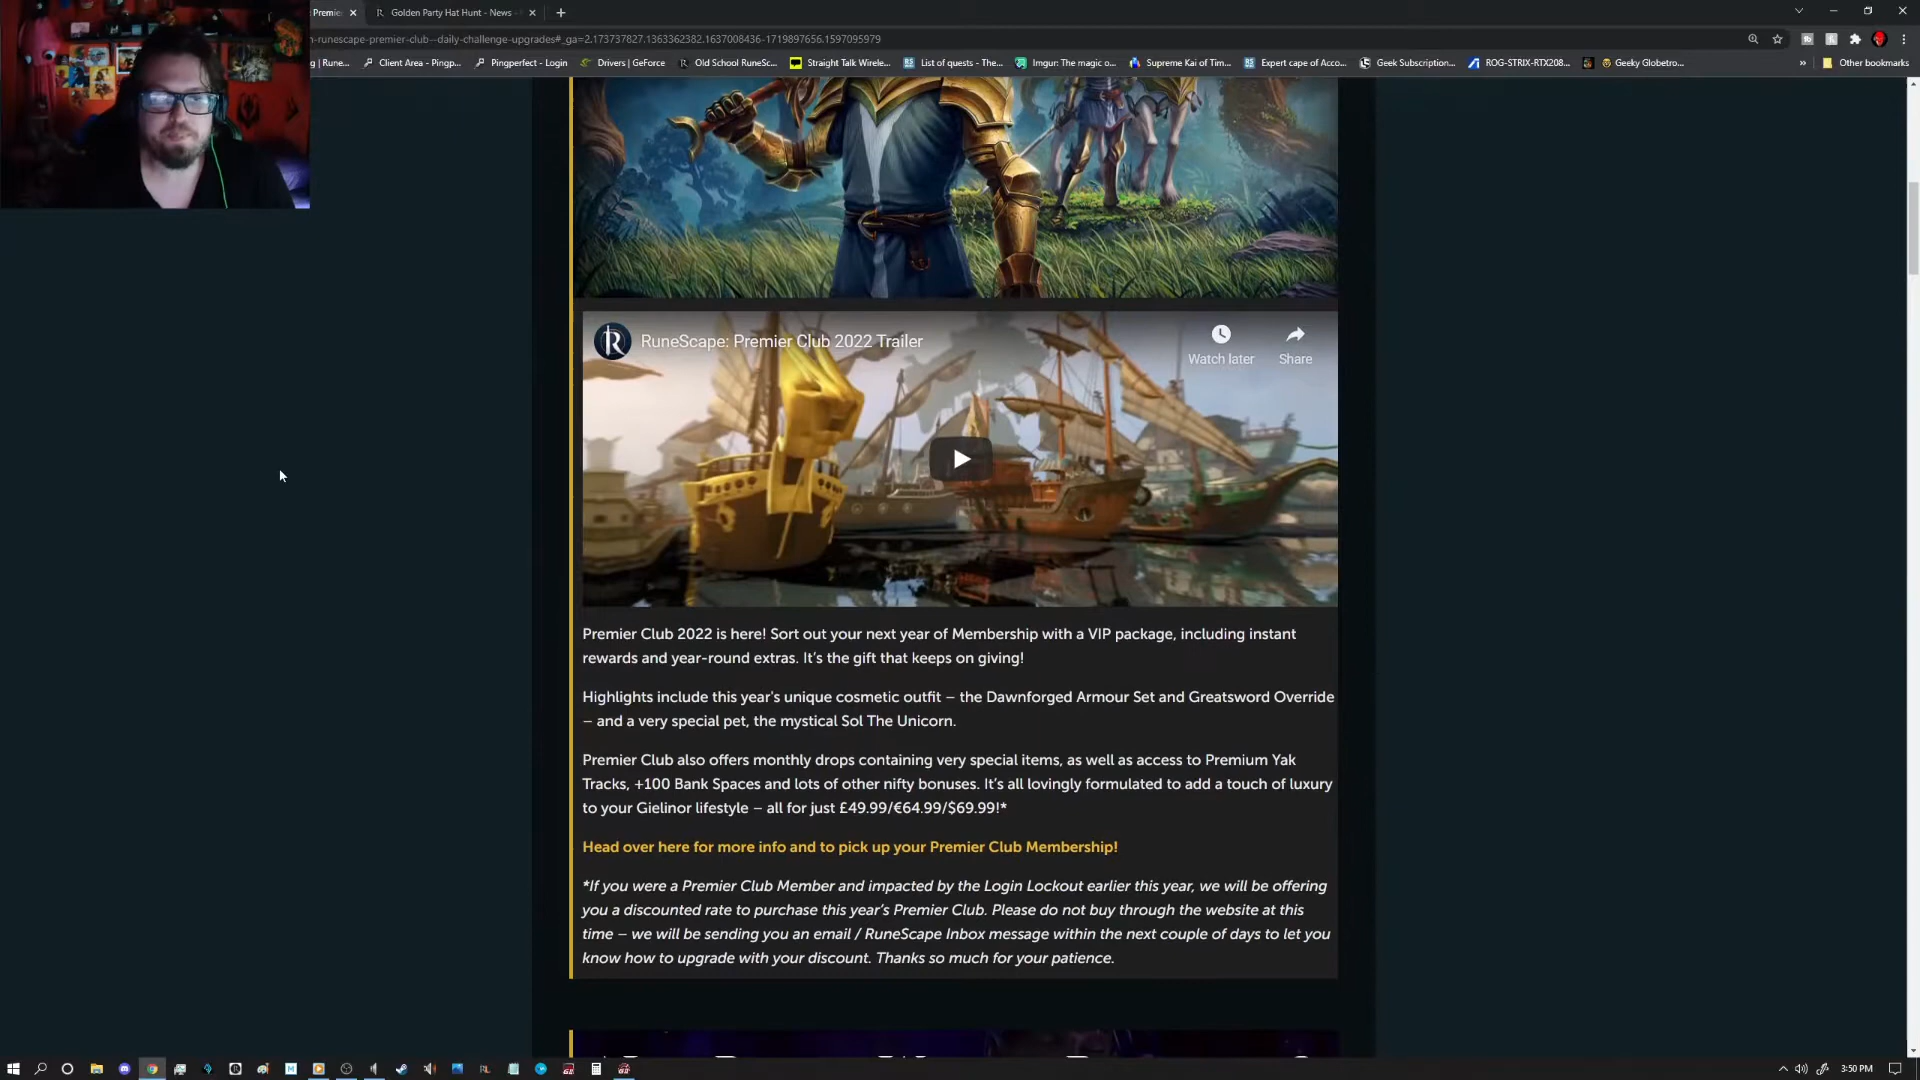 Premie
Golden Party Hat Hunt - News -
n-runescape-premier-club--daily-challenge-upgrades#_ga=2.173737827.1363362382.1637008436-1719897656.1597095979
g | Rune...
Client Area - Pingp...
Pingperfect - Login
Drivers | GeForce
Old School RuneSc...
Straight Talk Wirele...
List of quests - The...
Imgur: The magic o...
Supreme Kai of Tim...
Expert cape of Acco...
Geek Subscription...
ROG-STRIX-RTX208...
Geeky Globetro...
Other bookmarks
RuneScape: Premier Club 2022 Trailer
Watch later
Share
Premier Club 2022 is here! Sort out your next year of Membership with a VIP package, including instant
rewards and year-round extras. It's the gift that keeps on giving!
Highlights include this year's unique cosmetic outfit – the Dawnforged Armour Set and Greatsword Override
– and a very special pet, the mystical Sol The Unicorn.
Premier Club also offers monthly drops containing very special items, as well as access to Premium Yak
Tracks, +100 Bank Spaces and lots of other nifty bonuses. It's all lovingly formulated to add a touch of luxury
to your Gielinor lifestyle – all for just £49.99/€64.99/$69.99!*
Head over here for more info and to pick up your Premier Club Membership!
*If you were a Premier Club Member and impacted by the Login Lockout earlier this year, we will be offering
you a discounted rate to purchase this year's Premier Club. Please do not buy through the website at this
time – we will be sending you an email / RuneScape Inbox message within the next couple of days to let you
know how to upgrade with your discount. Thanks so much for your patience.
3:50 PM